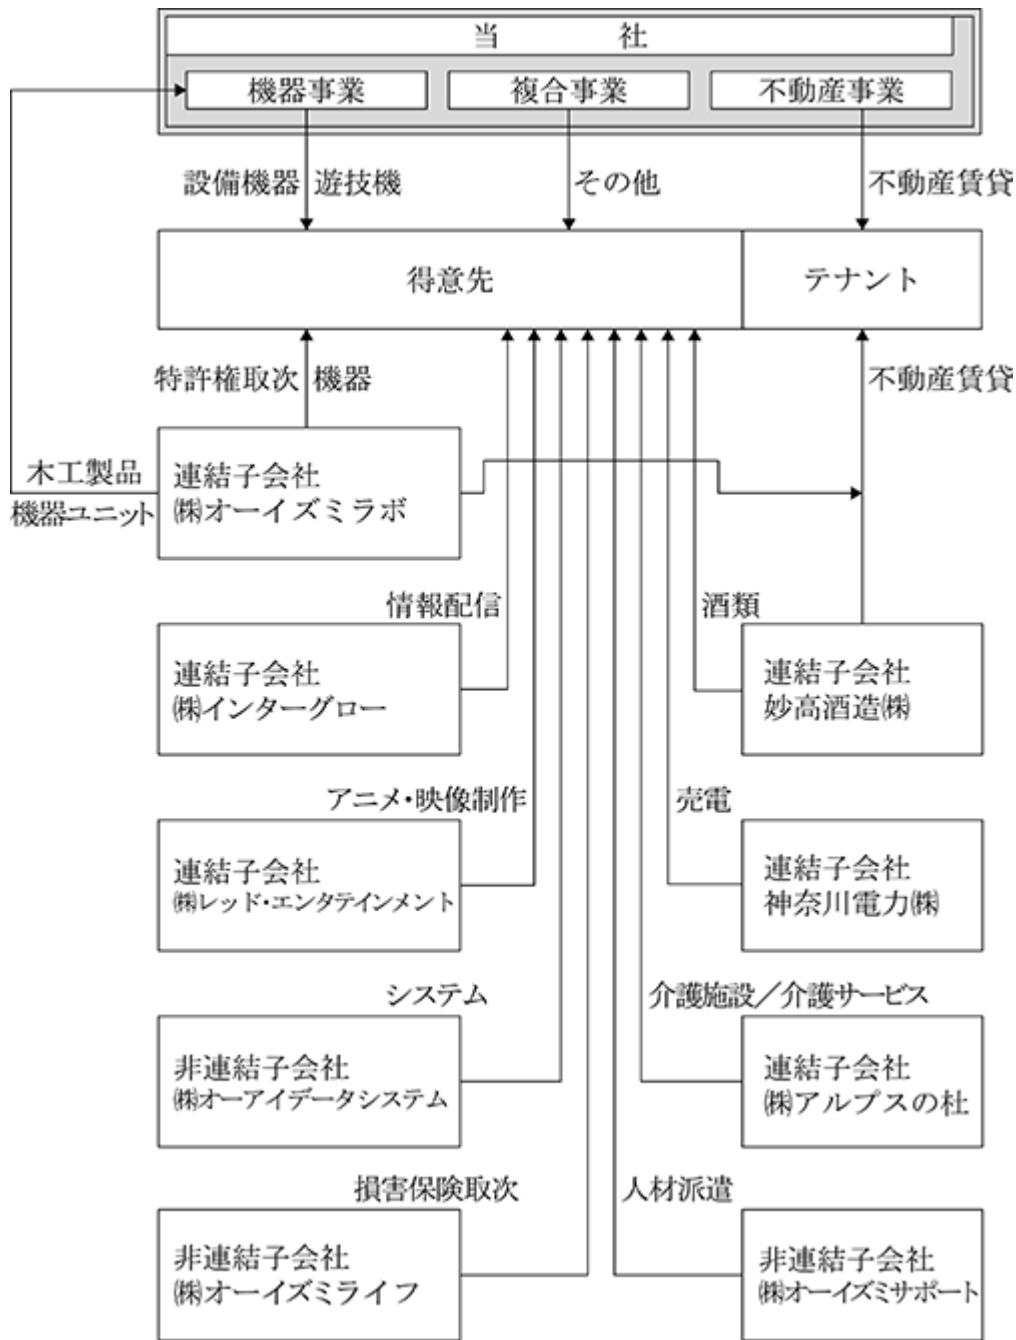 当 社
機器事業 複合事業 不動産事業
設備機器 遊技機 その他 不動産賃貸
得意先 テナント
特許権取次 機器 不動産賃貸
木工製品
機器ユニット
連結子会社
㈱オーイズミラボ
情報配信 酒類
連結子会社
㈱インターグロー
連結子会社
妙高酒造㈱
アニメ・映像制作 売電
連結子会社
㈱レッド・エンタテインメント
連結子会社
神奈川電力㈱
システム 介護施設／介護サービス
非連結子会社
㈱オーアイデータシステム
連結子会社
㈱アルプスの杜
損害保険取次 人材派遣
非連結子会社
㈱オーイズミライフ
非連結子会社
㈱オーイズミサポート